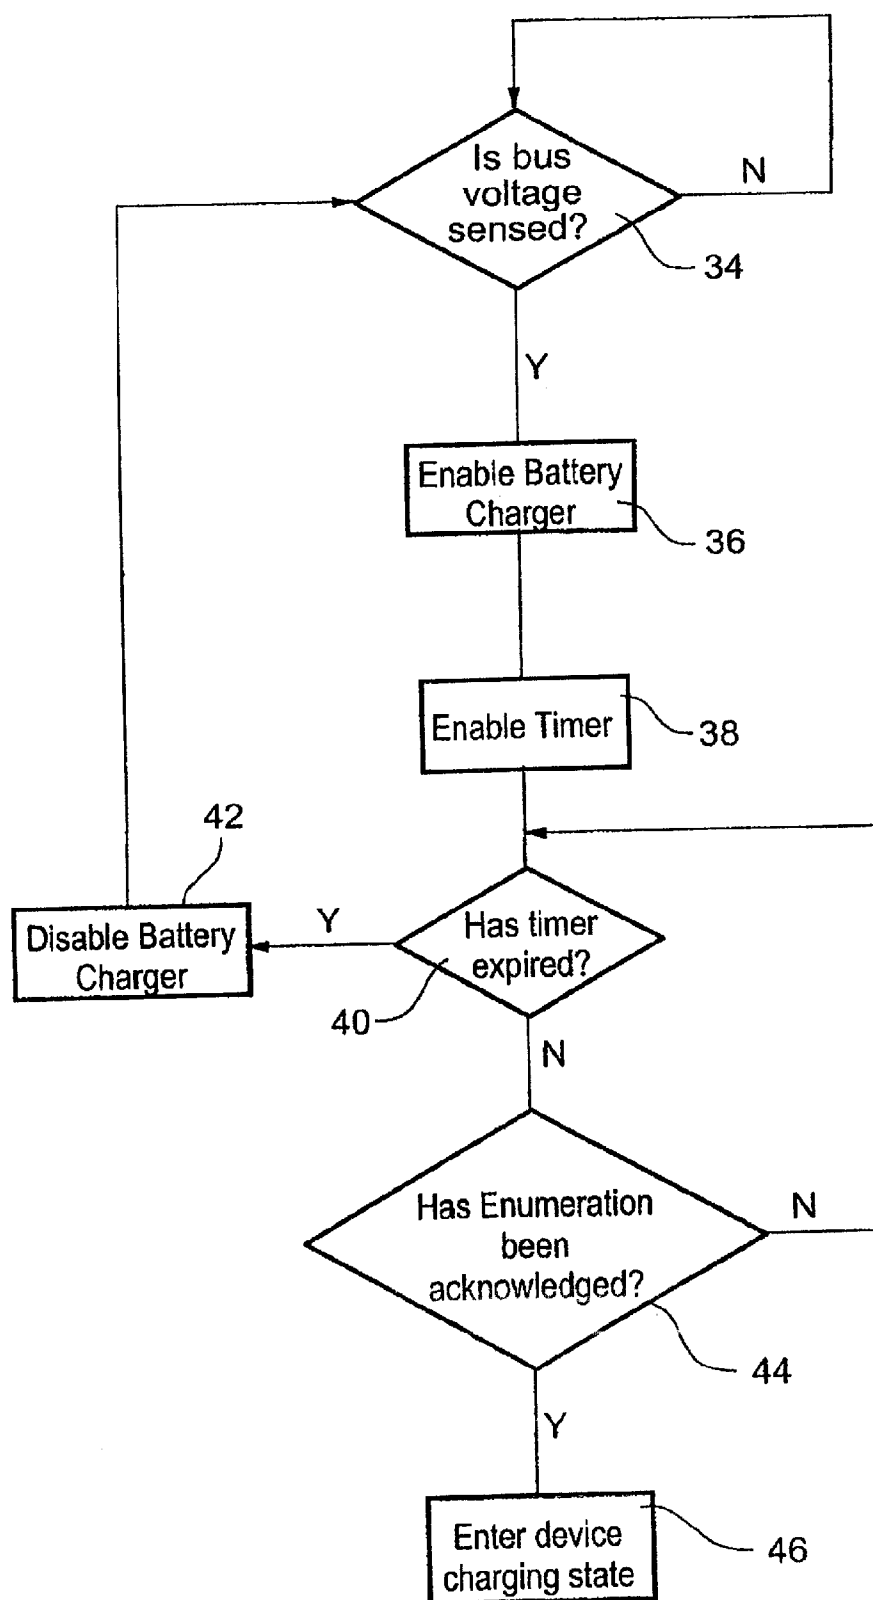 Is bus
voltage
sensed?
N
34
Y
Enable Battery
Charger
36
Enable Timer
38
42
Disable Battery
Charger
Y
Has timer
expired?
40
N
Has Enumeration
been
acknowledged?
N
44
Y
Enter device
charging state
46